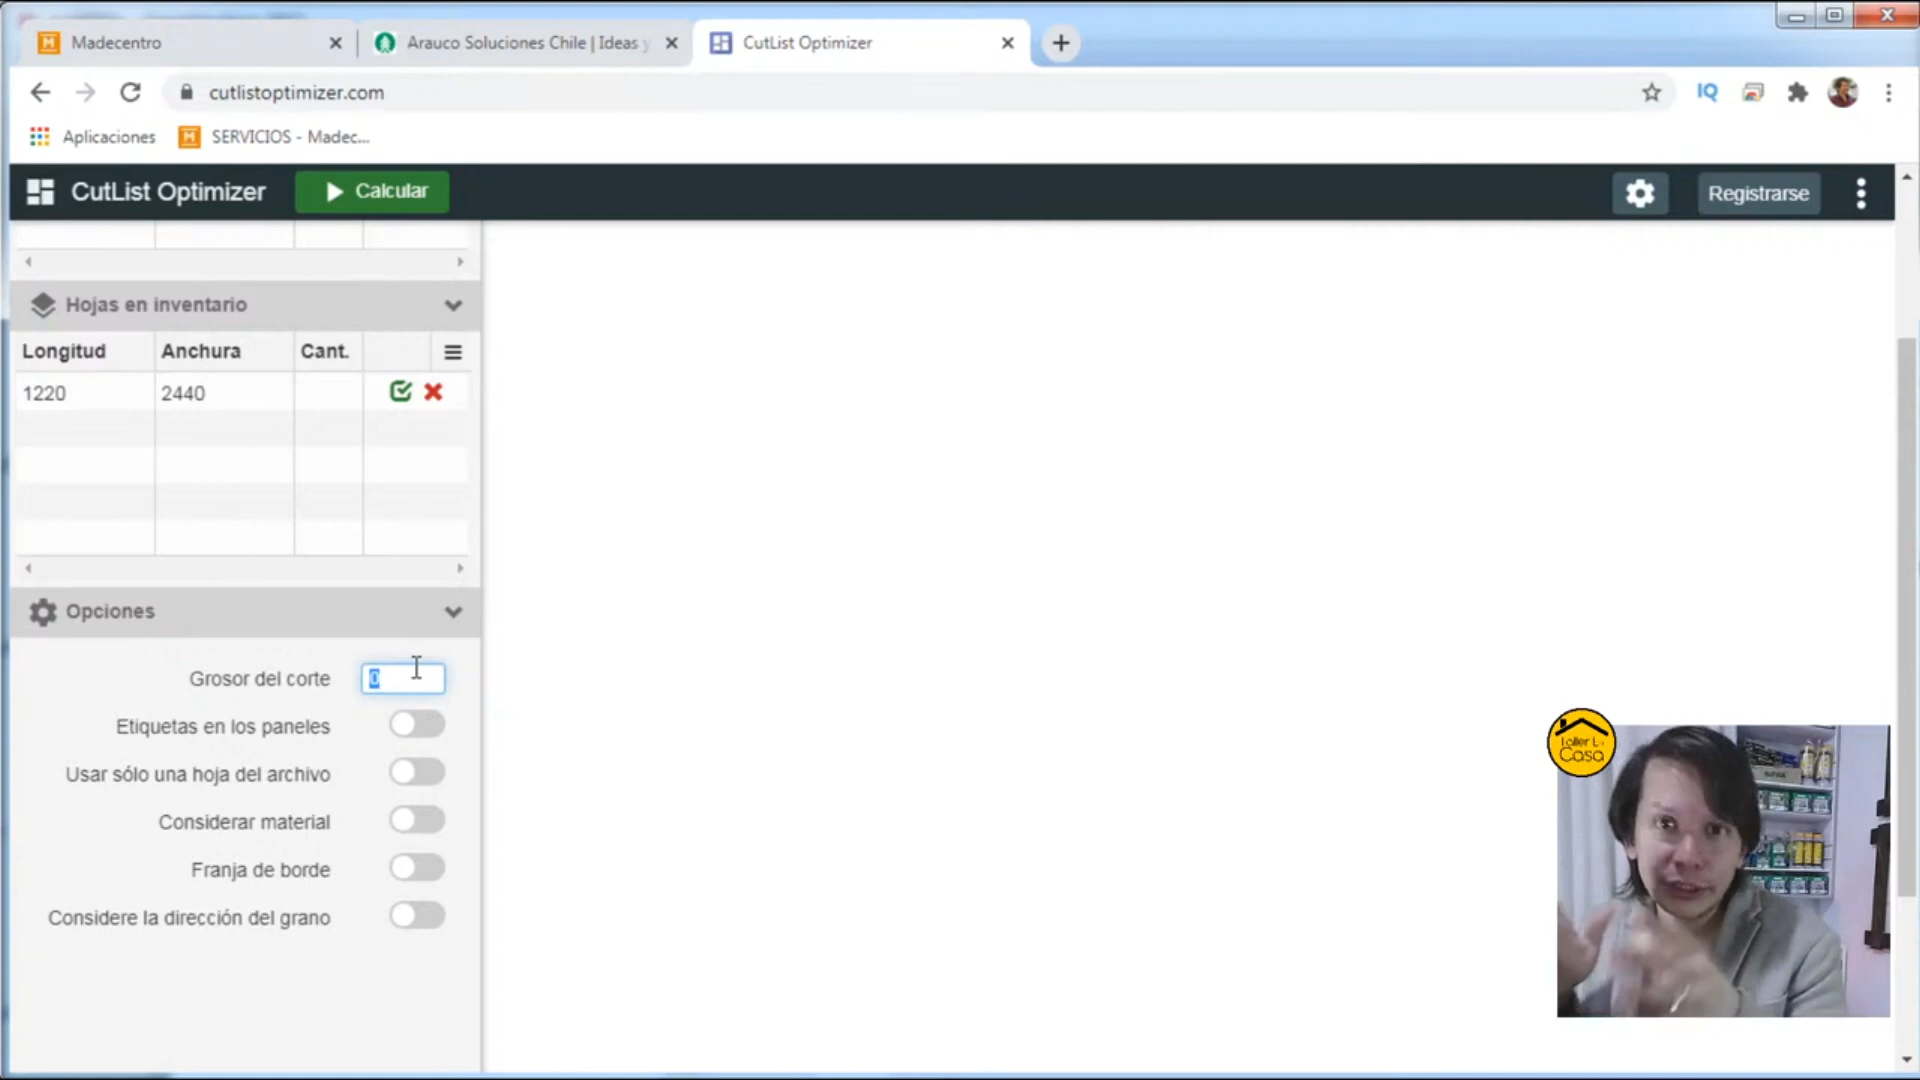 Madecentro
Arauco Soluciones Chile | Ideas y
CutList Optimizer
cutlistoptimizer.com
IQ
Aplicaciones
SERVICIOS - Madec...
CutList Optimizer
Calcular
Registrarse
Hojas en inventario
Longitud Anchura Cant.
1220 2440
Opciones
Grosor del corte 0
Etiquetas en los paneles
Usar sólo una hoja del archivo
Considerar material
Franja de borde
Considere la dirección del grano
Casa